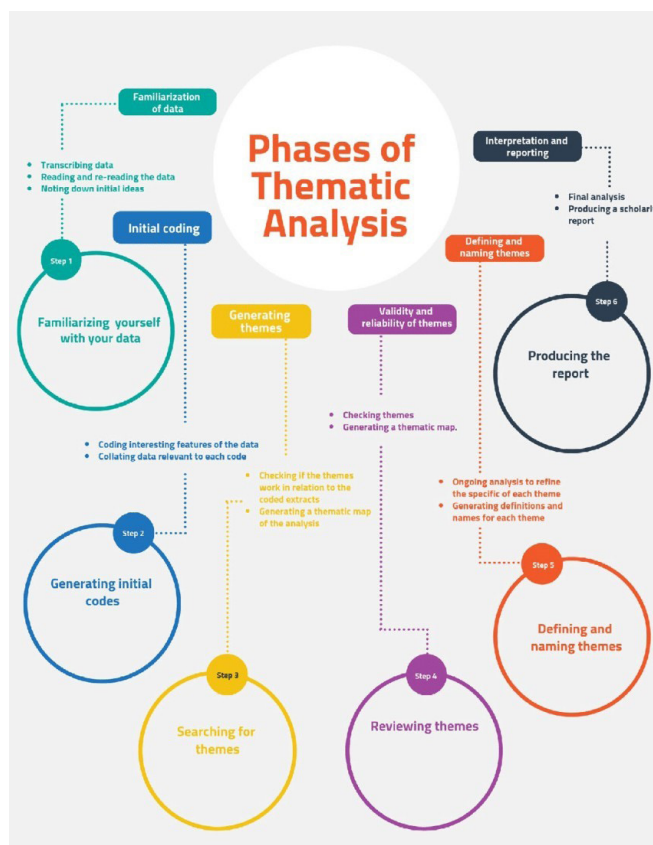 Phases of
Thematic
Analysis
Familiarization
of data
• Transcribing data
• Reading and re-reading the data
• Noting down initial ideas
Step 1
Familiarizing yourself
with your data
Initial coding
• Coding interesting features of the data
• Collating data relevant to each code
Step 2
Generating initial
codes
Generating
themes
• Checking if the themes
work in relation to the
coded extracts
• Generating a thematic map
of the analysis
Step 3
Searching for
themes
Validity and
reliability of themes
• Checking themes
• Generating a thematic map.
Step 4
Reviewing themes
Defining and
naming themes
• Ongoing analysis to refine
the specific of each theme
• Generating definitions and
names for each theme
Step 5
Defining and
naming themes
Interpretation and
reporting
• Final analysis
• Producing a scholarl
report
Step 6
Producing the
report